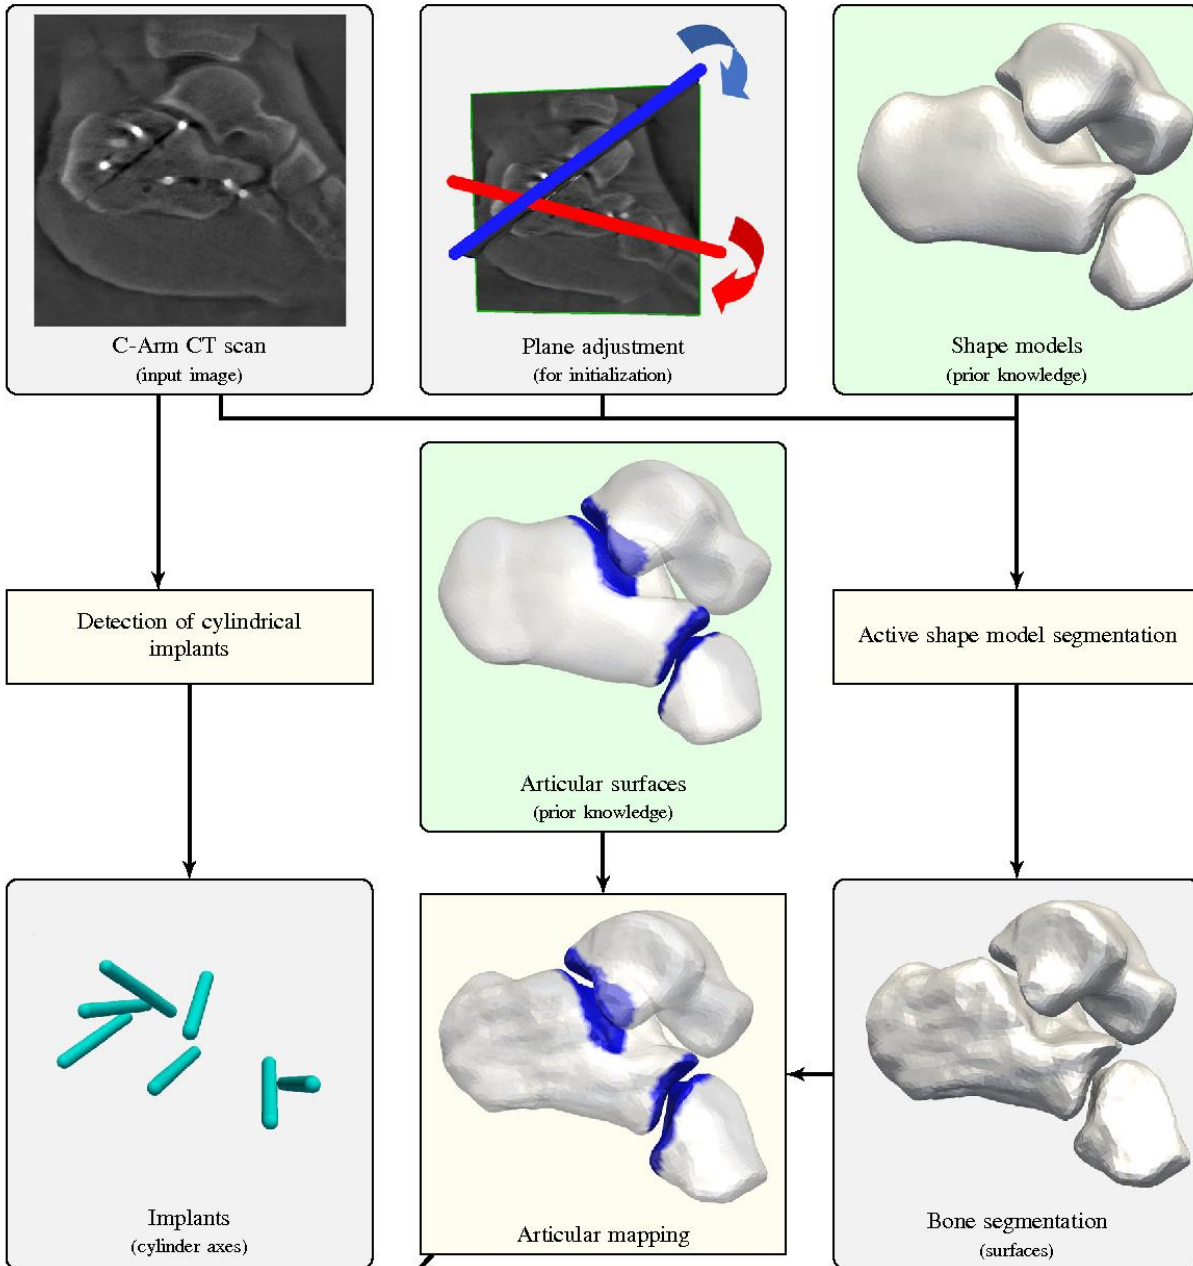 C-Arm CT scan
(input image)
Plane adjustment
(for initialization)
Shape models
(prior knowledge)
Detection of cylindrical
implants
Articular surfaces
(prior knowledge)
Active shape model segmentation
Implants
(cylinder axes)
Articular mapping
Bone segmentation
(surfaces)